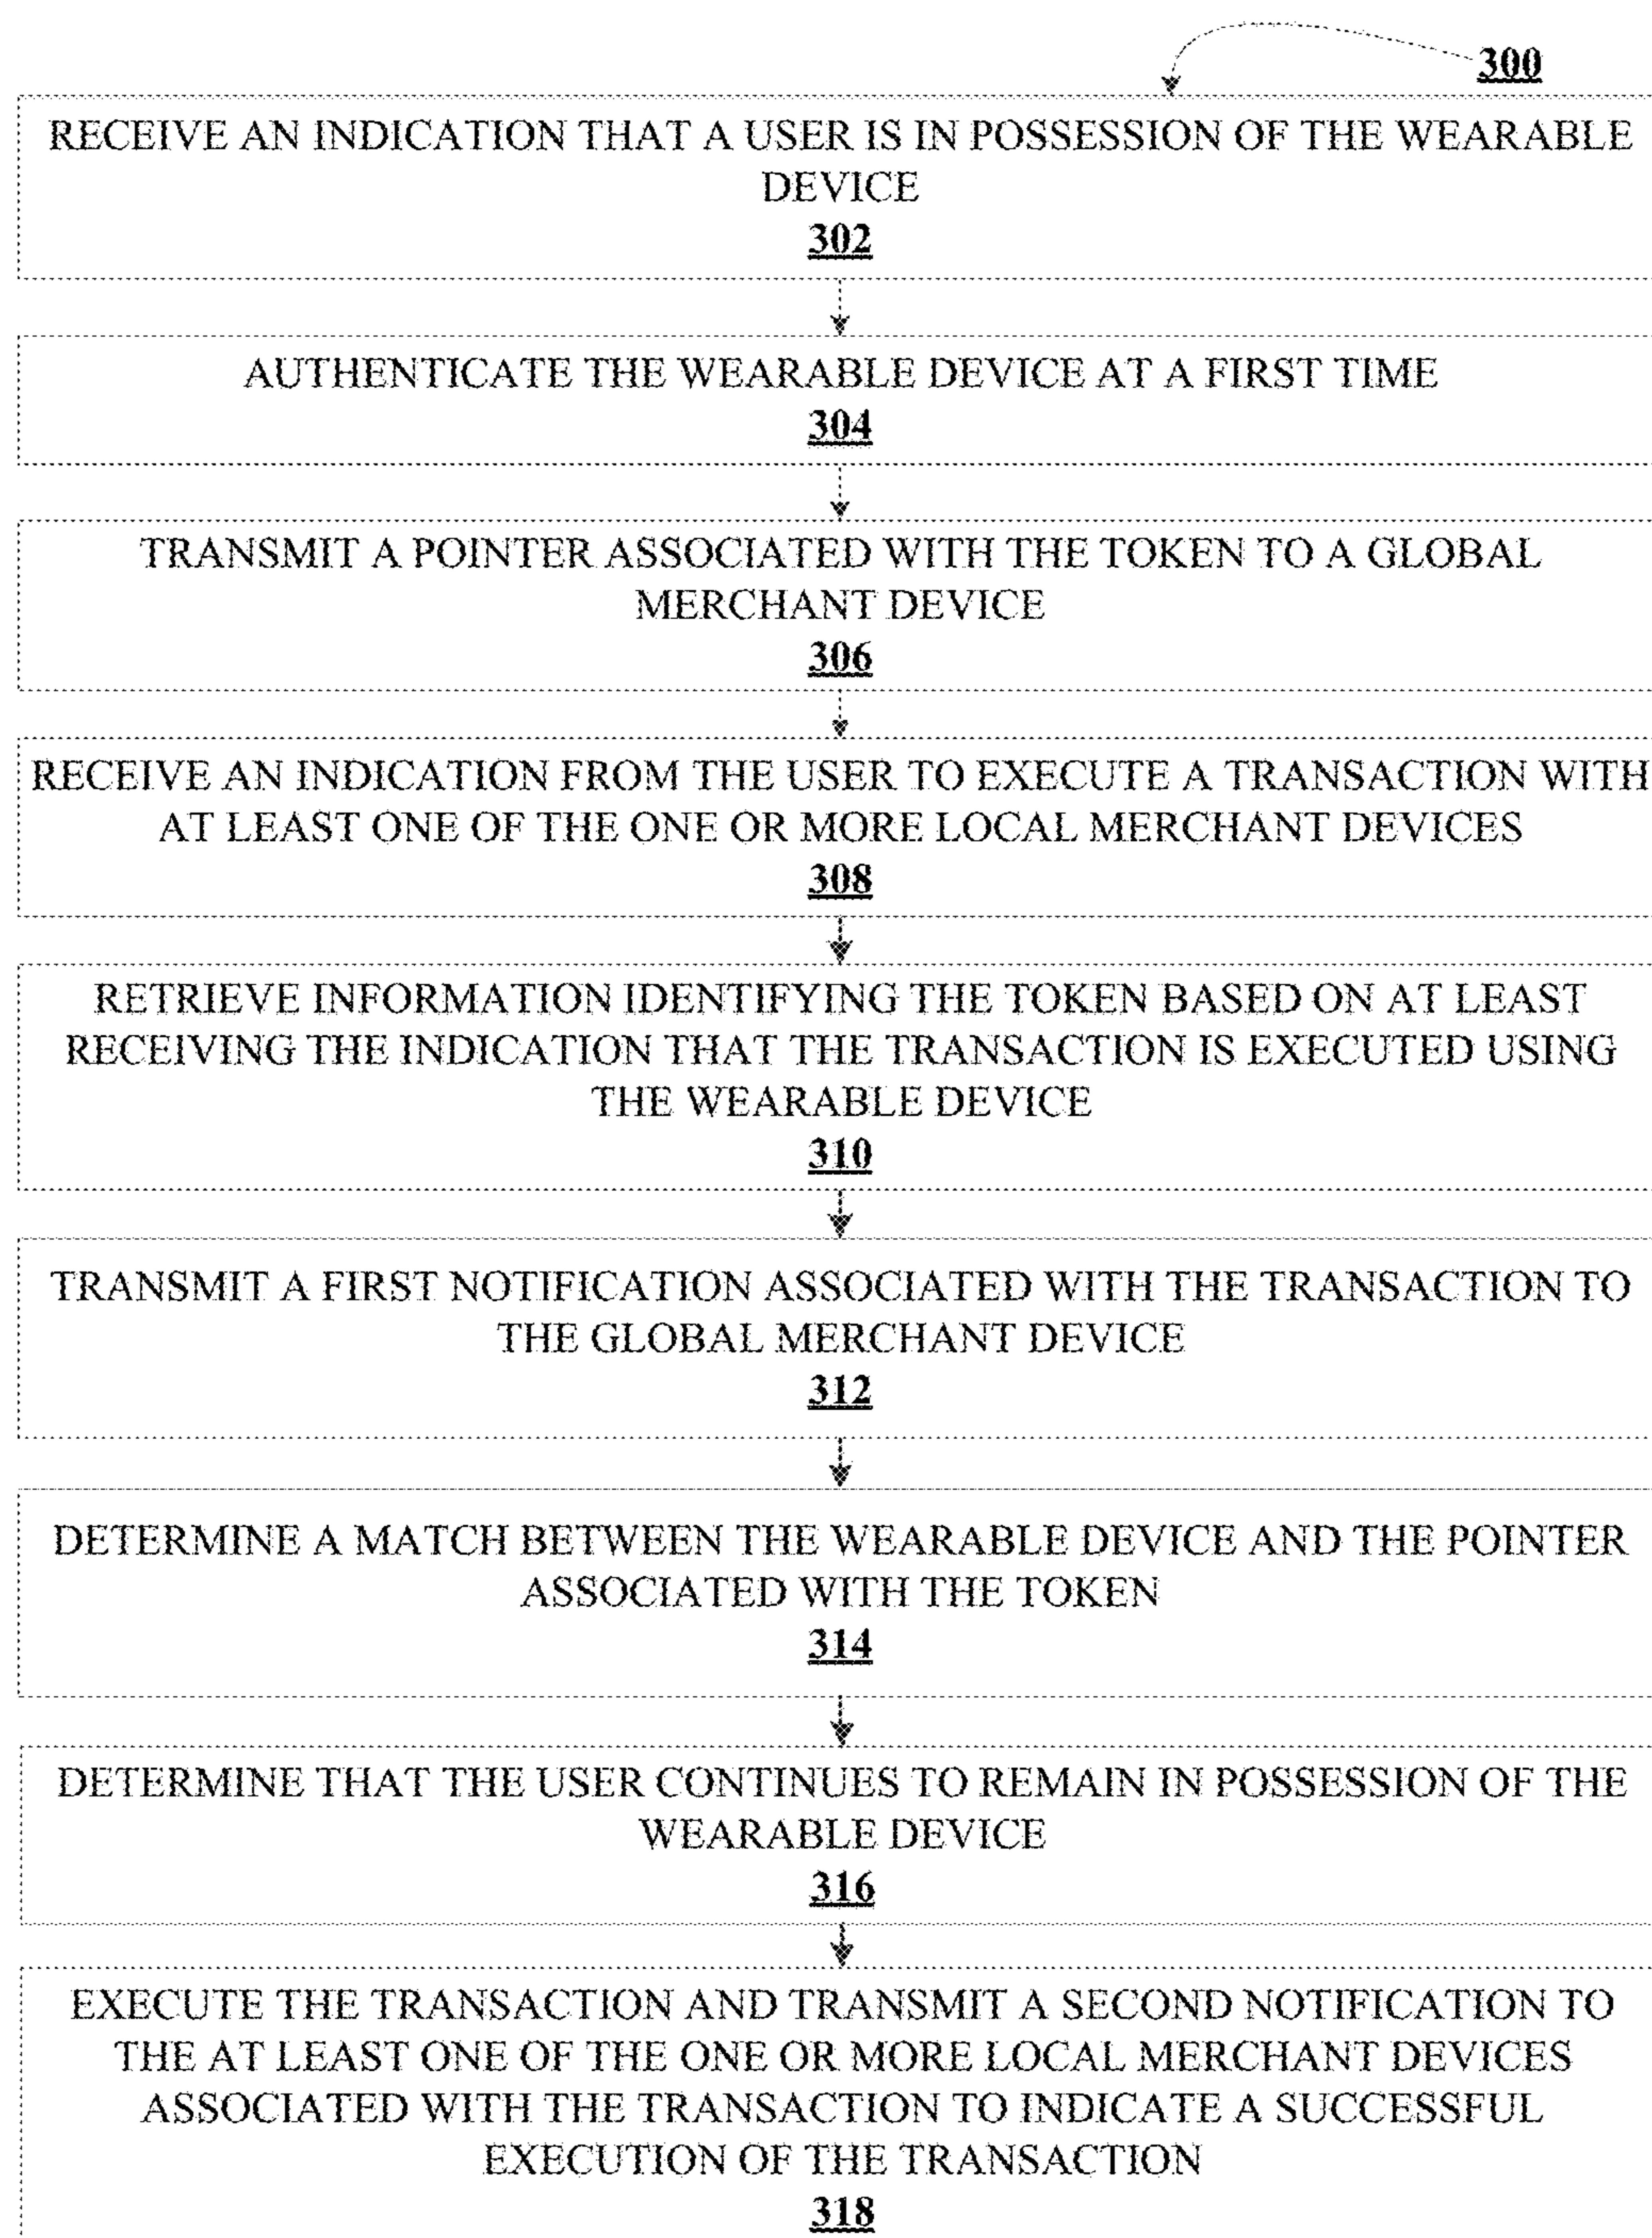 300
RECEIVE AN INDICATION THAT A USER IS IN POSSESSION OF THE WEARABLE
DEVICE
302
AUTHENTICATE THE WEARABLE DEVICE AT A FIRST TIME
304
TRANSMIT A POINTER ASSOCIATED WITH THE TOKEN TO A GLOBAL
MERCHANT DEVICE
306
RECEIVE AN INDICATION FROM THE USER TO EXECUTE A TRANSACTION WITH
AT LEAST ONE OF THE ONE OR MORE LOCAL MERCHANT DEVICES
308
RETRIEVE INFORMATION IDENTIFYING THE TOKEN BASED ON AT LEAST
RECEIVING THE INDICATION THAT THE TRANSACTION IS EXECUTED USING
THE WEARABLE DEVICE
310
TRANSMIT A FIRST NOTIFICATION ASSOCIATED WITH THE TRANSACTION TO
THE GLOBAL MERCHANT DEVICE
312
DETERMINE A MATCH BETWEEN THE WEARABLE DEVICE AND THE POINTER
ASSOCIATED WITH THE TOKEN
314
DETERMINE THAT THE USER CONTINUES TO REMAIN IN POSSESSION OF THE
WEARABLE DEVICE
316
EXECUTE THE TRANSACTION AND TRANSMIT A SECOND NOTIFICATION TO
THE AT LEAST ONE OF THE ONE OR MORE LOCAL MERCHANT DEVICES
ASSOCIATED WITH THE TRANSACTION TO INDICATE A SUCCESSFUL
EXECUTION OF THE TRANSACTION
318